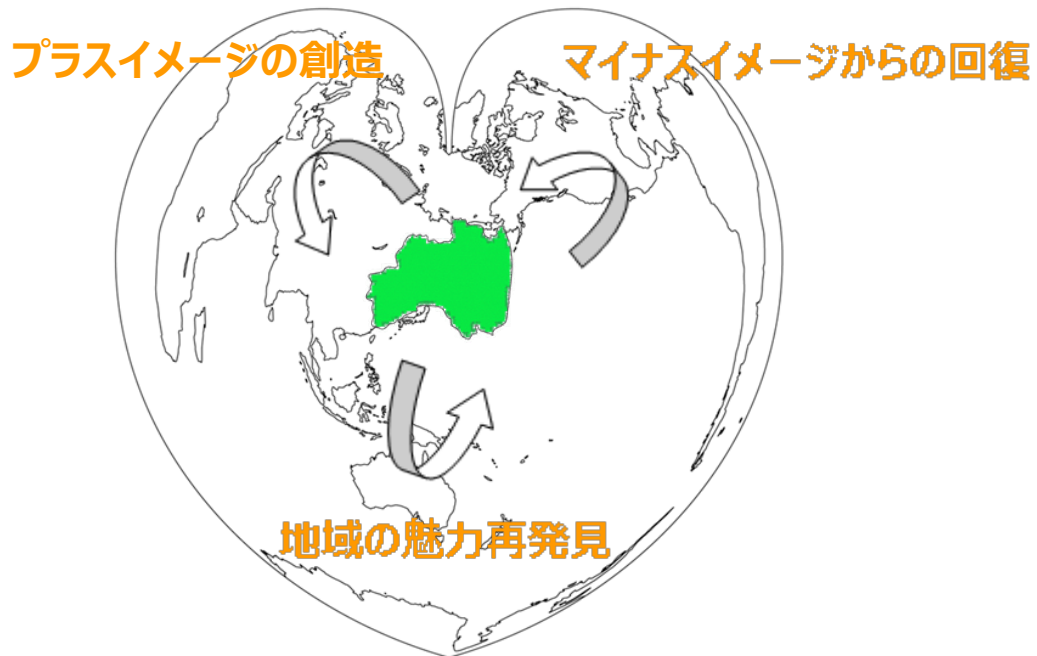 プラスイメージの創造
マイナスイメージからの回復
地域の魅力再発見